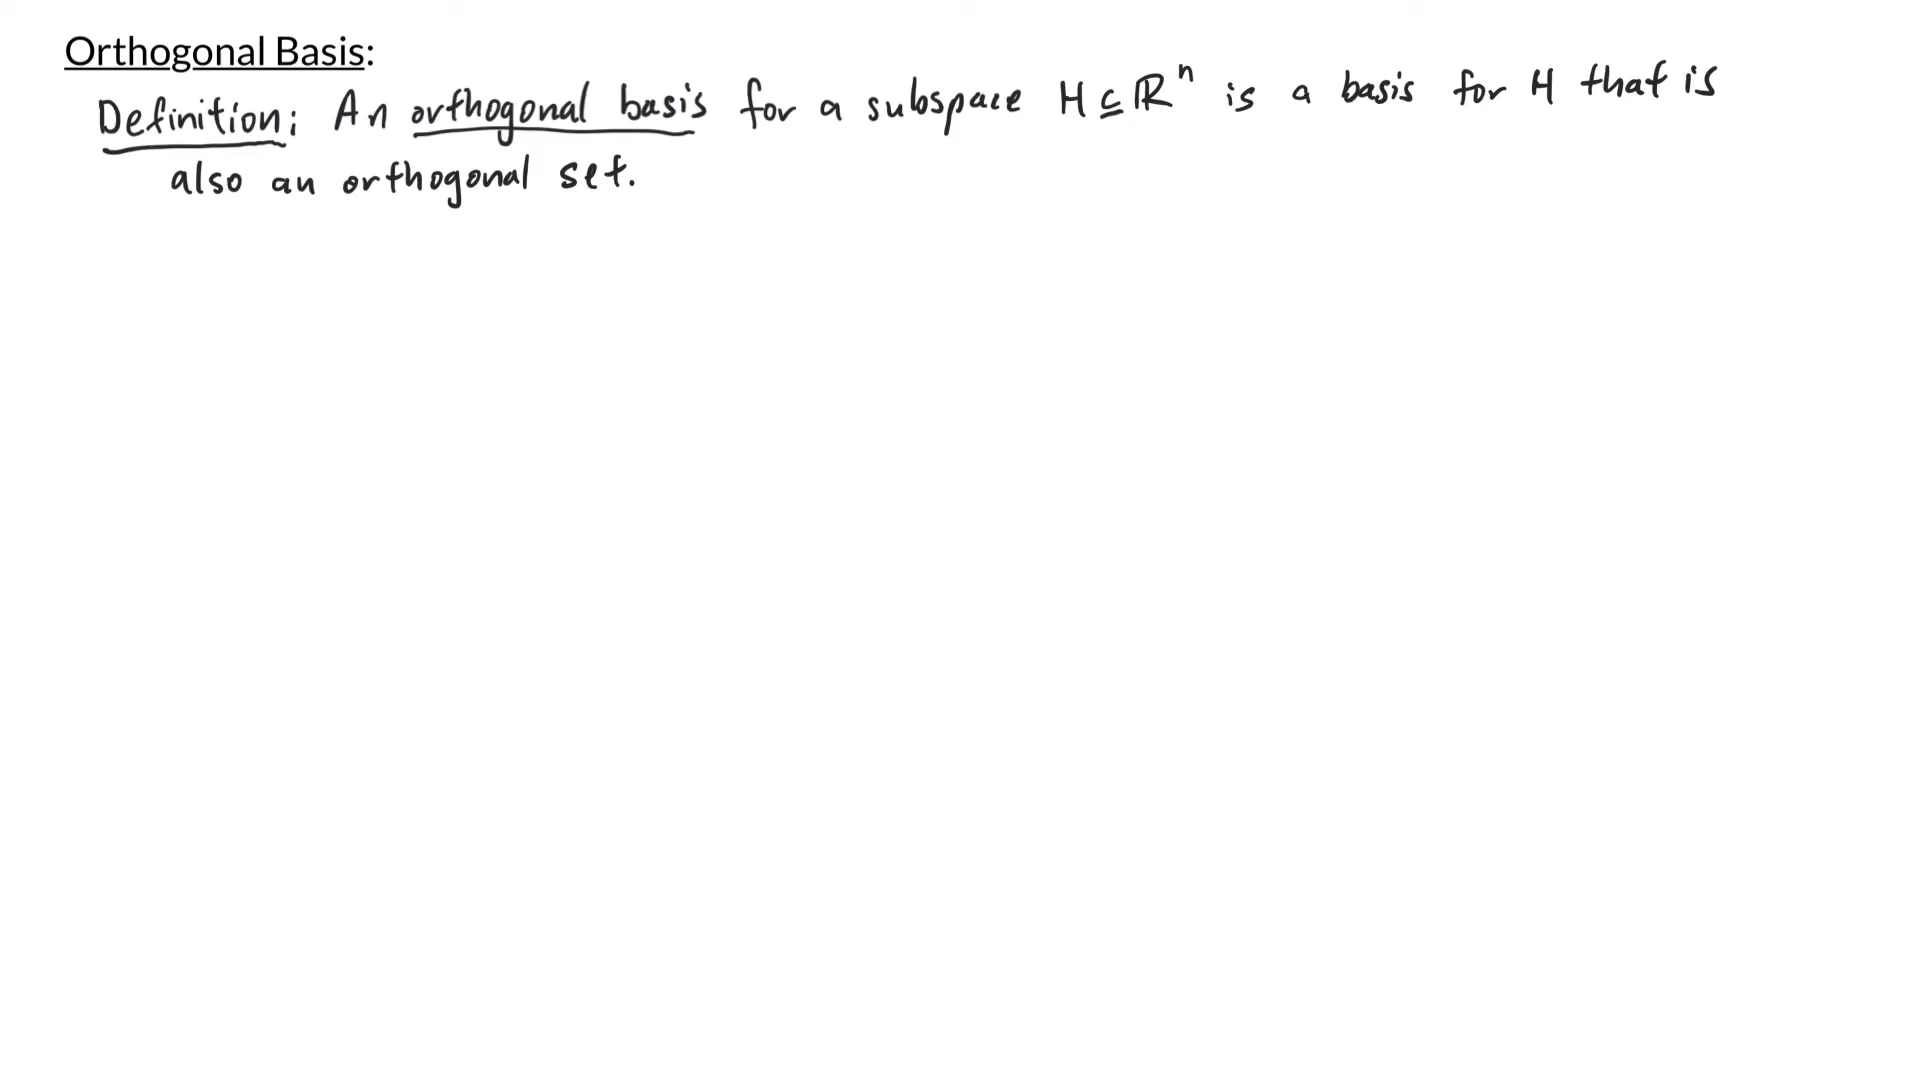 Orthogonal Basis:
Definition: An orthogonal basis for a subspace H ⊆ ℝⁿ is a basis for H that is
also an orthogonal set.